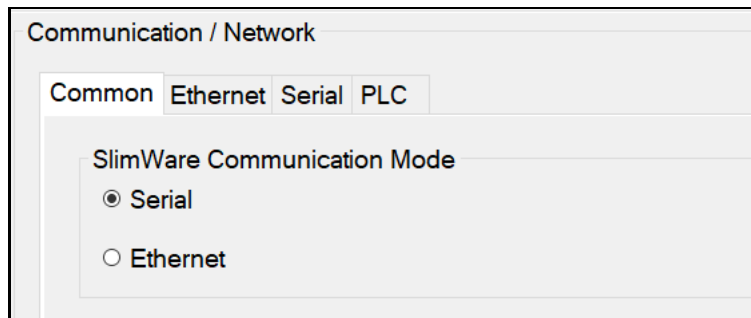 Communication / Network
Common Ethernet Serial PLC
SlimWare Communication Mode
Serial
Ethernet